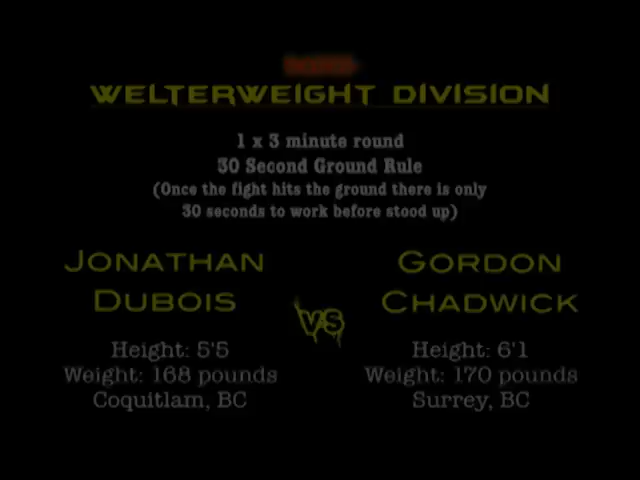 WELTERWEIGHT DIVISION
1 x 3 minute round
30 Second Ground Rule
(Once the fight hits the ground there is only
30 seconds to work before stood up)
JONATHAN
DUBOIS
Height: 5'5
Weight: 168 pounds
Coquitlam, BC
VS
GORDON
CHADWICK
Height: 6'1
Weight: 170 pounds
Surrey, BC